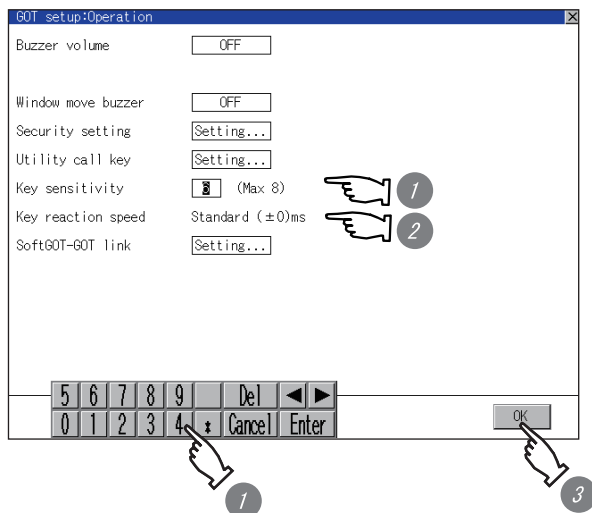 GOT setup:Operation
Buzzer volume OFF
Window move buzzer OFF
Security setting Setting...
Utility call key Setting...
Key sensitivity 8 (Max 8)
1
Key reaction speed Standard (±0)ms
2
SoftGOT-GOT link Setting...
5 6 7 8 9 Del ◀ ▶
0 1 2 3 4 * Cancel Enter
OK
1
3